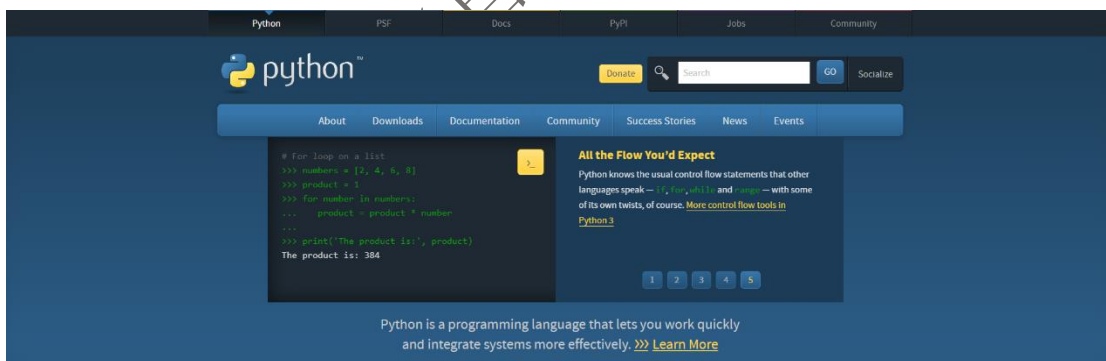 Python PSF Docs PyPI Jobs Community
python™
Donate Search GO Socialize
About Downloads Documentation Community Success Stories News Events
# For loop on a list
>>> numbers = [2, 4, 6, 8]
>>> product = 1
>>> for number in numbers:
... product = product * number
...
>>> print('The product is:', product)
The product is: 384
>_
All the Flow You'd Expect
Python knows the usual control flow statements that other
languages speak — if, for, while and range — with some
of its own twists, of course. More control flow tools in
Python 3
1 2 3 4 5
Python is a programming language that lets you work quickly
and integrate systems more effectively. >>> Learn More